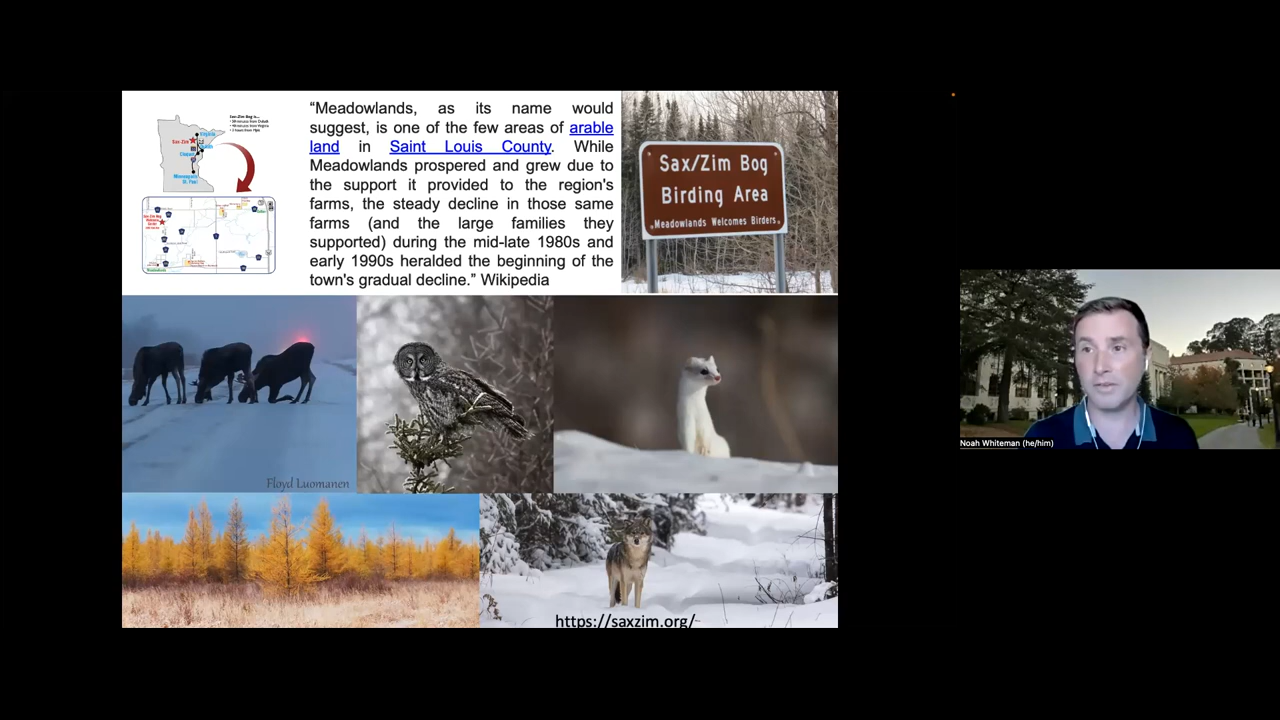 Sax-Zim Bog is...
“Meadowlands, as its name would
suggest, is one of the few areas of arable
land in Saint Louis County. While
Meadowlands prospered and grew due to
the support it provided to the region's
farms, the steady decline in those same
farms (and the large families they
supported) during the mid-late 1980s and
early 1990s heralded the beginning of the
town's gradual decline.” Wikipedia
Sax/Zim Bog
Birding Area
Meadowlands Welcomes Birders
Floyd Luomanen
https://saxzim.org/
Noah Whiteman (he/him)